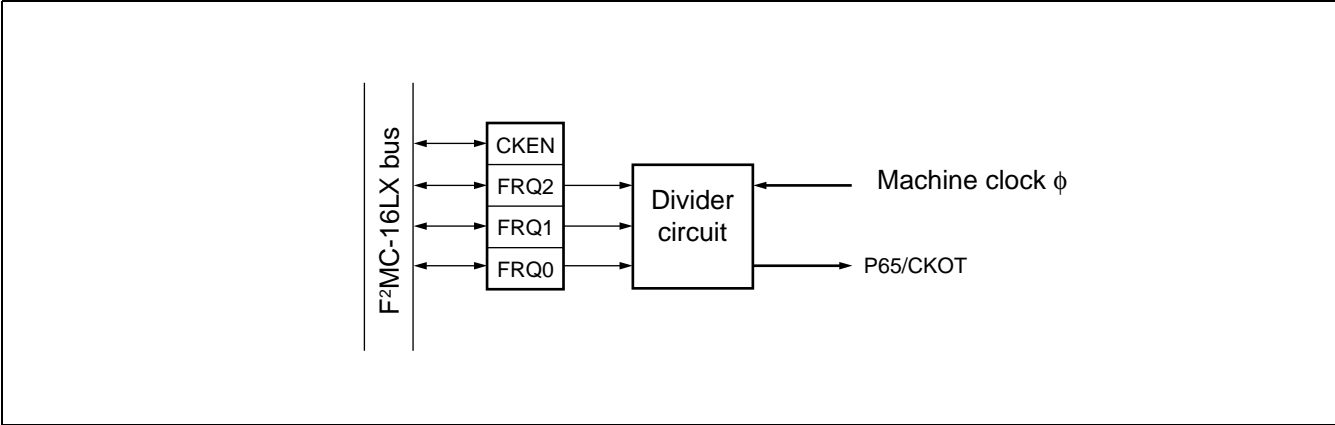 F²MC-16LX bus
CKEN
FRQ2
FRQ1
FRQ0
Divider
circuit
Machine clock ϕ
P65/CKOT